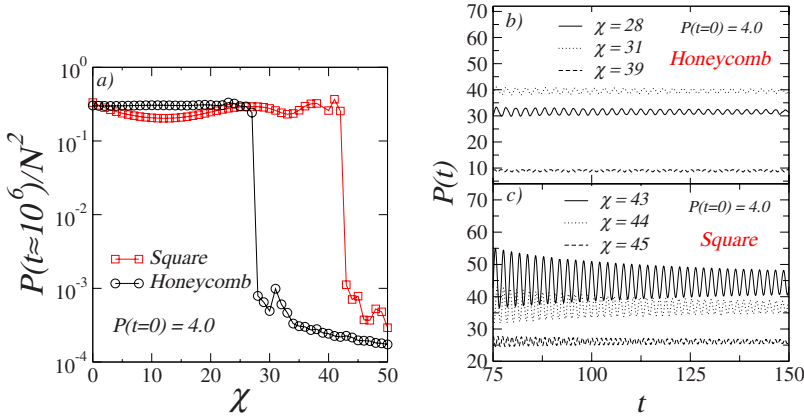 a)
P(t≈10^6)/N^2
10^0
10^-1
10^-2
10^-3
10^-4
Square
Honeycomb
P(t=0) = 4.0
0 10 20 30 40 50
χ
b)
χ = 28
χ = 31
χ = 39
P(t=0) = 4.0
Honeycomb
70
60
50
40
30
20
10
P(t)
c)
χ = 43
χ = 44
χ = 45
P(t=0) = 4.0
Square
70
60
50
40
30
20
75 100 125 150
t